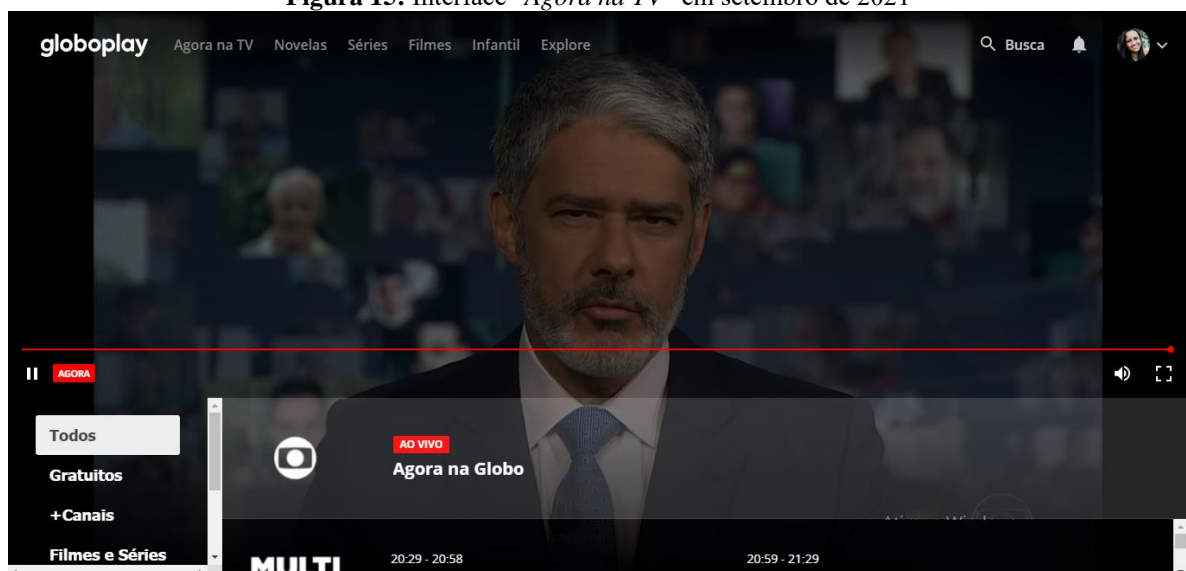 Figura 15: Interface "Agora na TV" em setembro de 2021
globoplay Agora na TV Novelas Séries Filmes Infantil Explore Busca
AGORA
Todos
AO VIVO
Agora na Globo
Gratuitos
+Canais
Filmes e Séries
MULTI 20:29 - 20:58 20:59 - 21:29